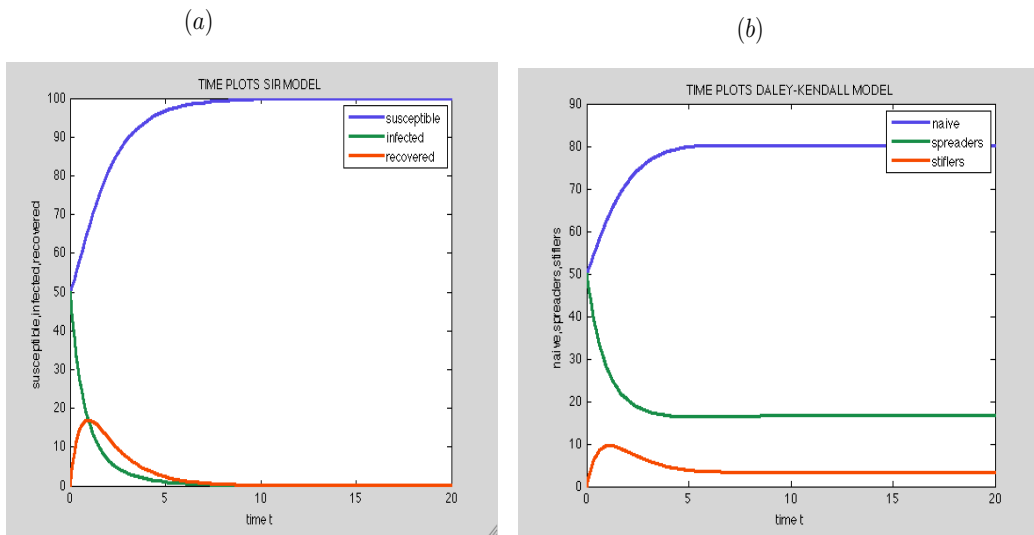 (a)
TIME PLOTS SIR MODEL
susceptible
infected
recovered
100
90
80
70
60
50
40
30
20
10
0
susceptible,infected,recovered
0 5 10 15 20
time t
(b)
TIME PLOTS DALEY-KENDALL MODEL
naive
spreaders
stiflers
90
80
70
60
50
40
30
20
10
0
naive,spreaders,stiflers
0 5 10 15 20
time t